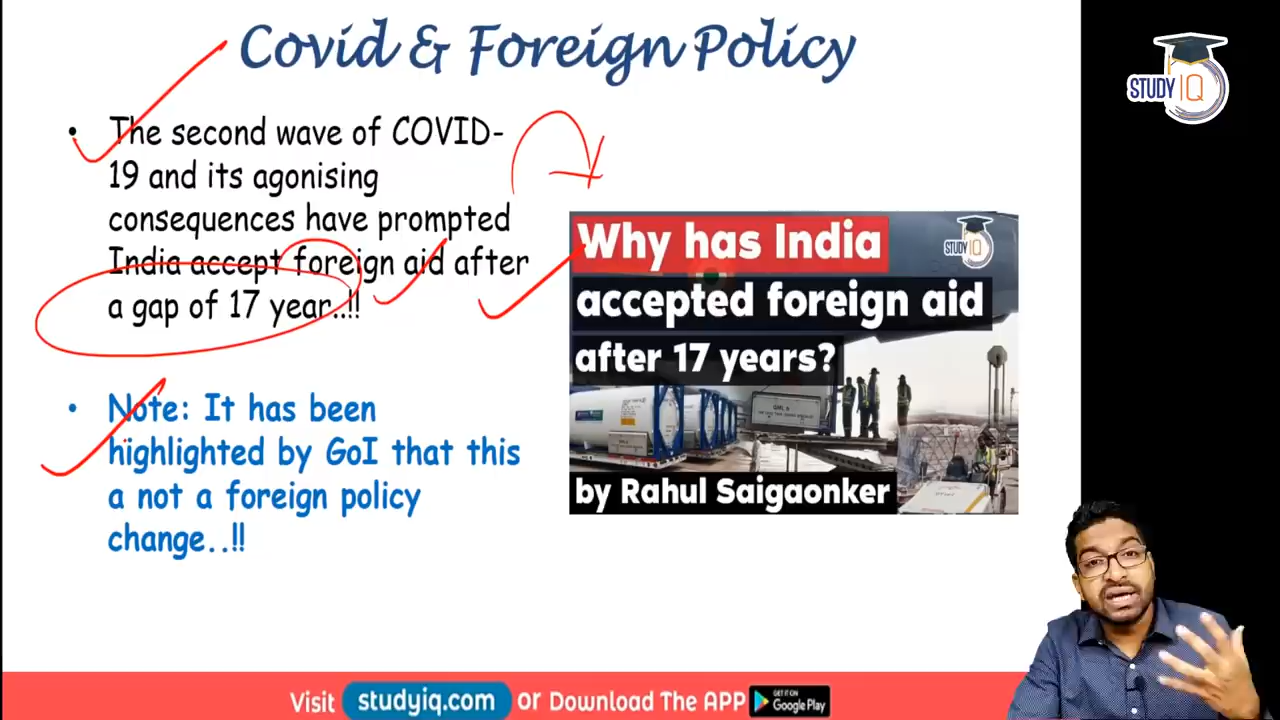 Covid & Foreign Policy
STUDY IQ
• The second wave of COVID-
19 and its agonising
consequences have prompted
India accept foreign aid after
a gap of 17 year..!!
• Note: It has been
highlighted by GoI that this
a not a foreign policy
change..!!
Why has India
STUDY IQ
accepted foreign aid
after 17 years?
by Rahul Saigaonker
Visit studyiq.com or Download The APP GET IT ON Google Play